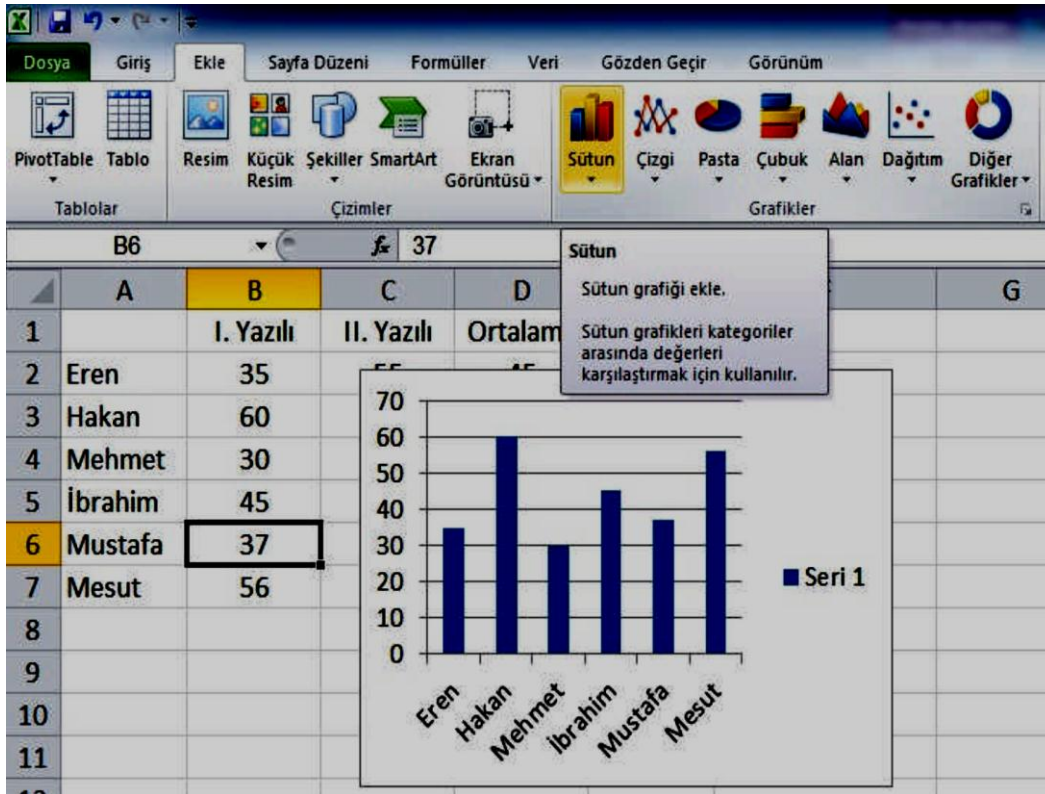 Dosya Giriş Ekle Sayfa Düzeni Formüller Veri Gözden Geçir Görünüm
PivotTable Tablo Resim Küçük Resim Şekiller SmartArt Ekran Görüntüsü Sütun Çizgi Pasta Çubuk Alan Dağıtım Diğer Grafikler
Tablolar Çizimler Grafikler
B6 fx 37
Sütun
Sütun grafiği ekle.
Sütun grafikleri kategoriler
arasında değerleri
karşılaştırmak için kullanılır.
A B C D G
1 I. Yazılı II. Yazılı Ortalam
2 Eren 35
3 Hakan 60
4 Mehmet 30
5 İbrahim 45
6 Mustafa 37
7 Mesut 56
8
9
10
11
70
60
50
40
30
20
10
0
Eren Hakan Mehmet İbrahim Mustafa Mesut
Seri 1